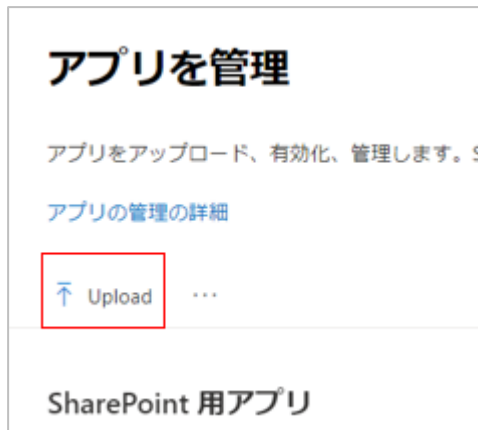 アプリを管理
アプリをアップロード、有効化、管理します。S
アプリの管理の詳細
Upload ...
SharePoint 用アプリ